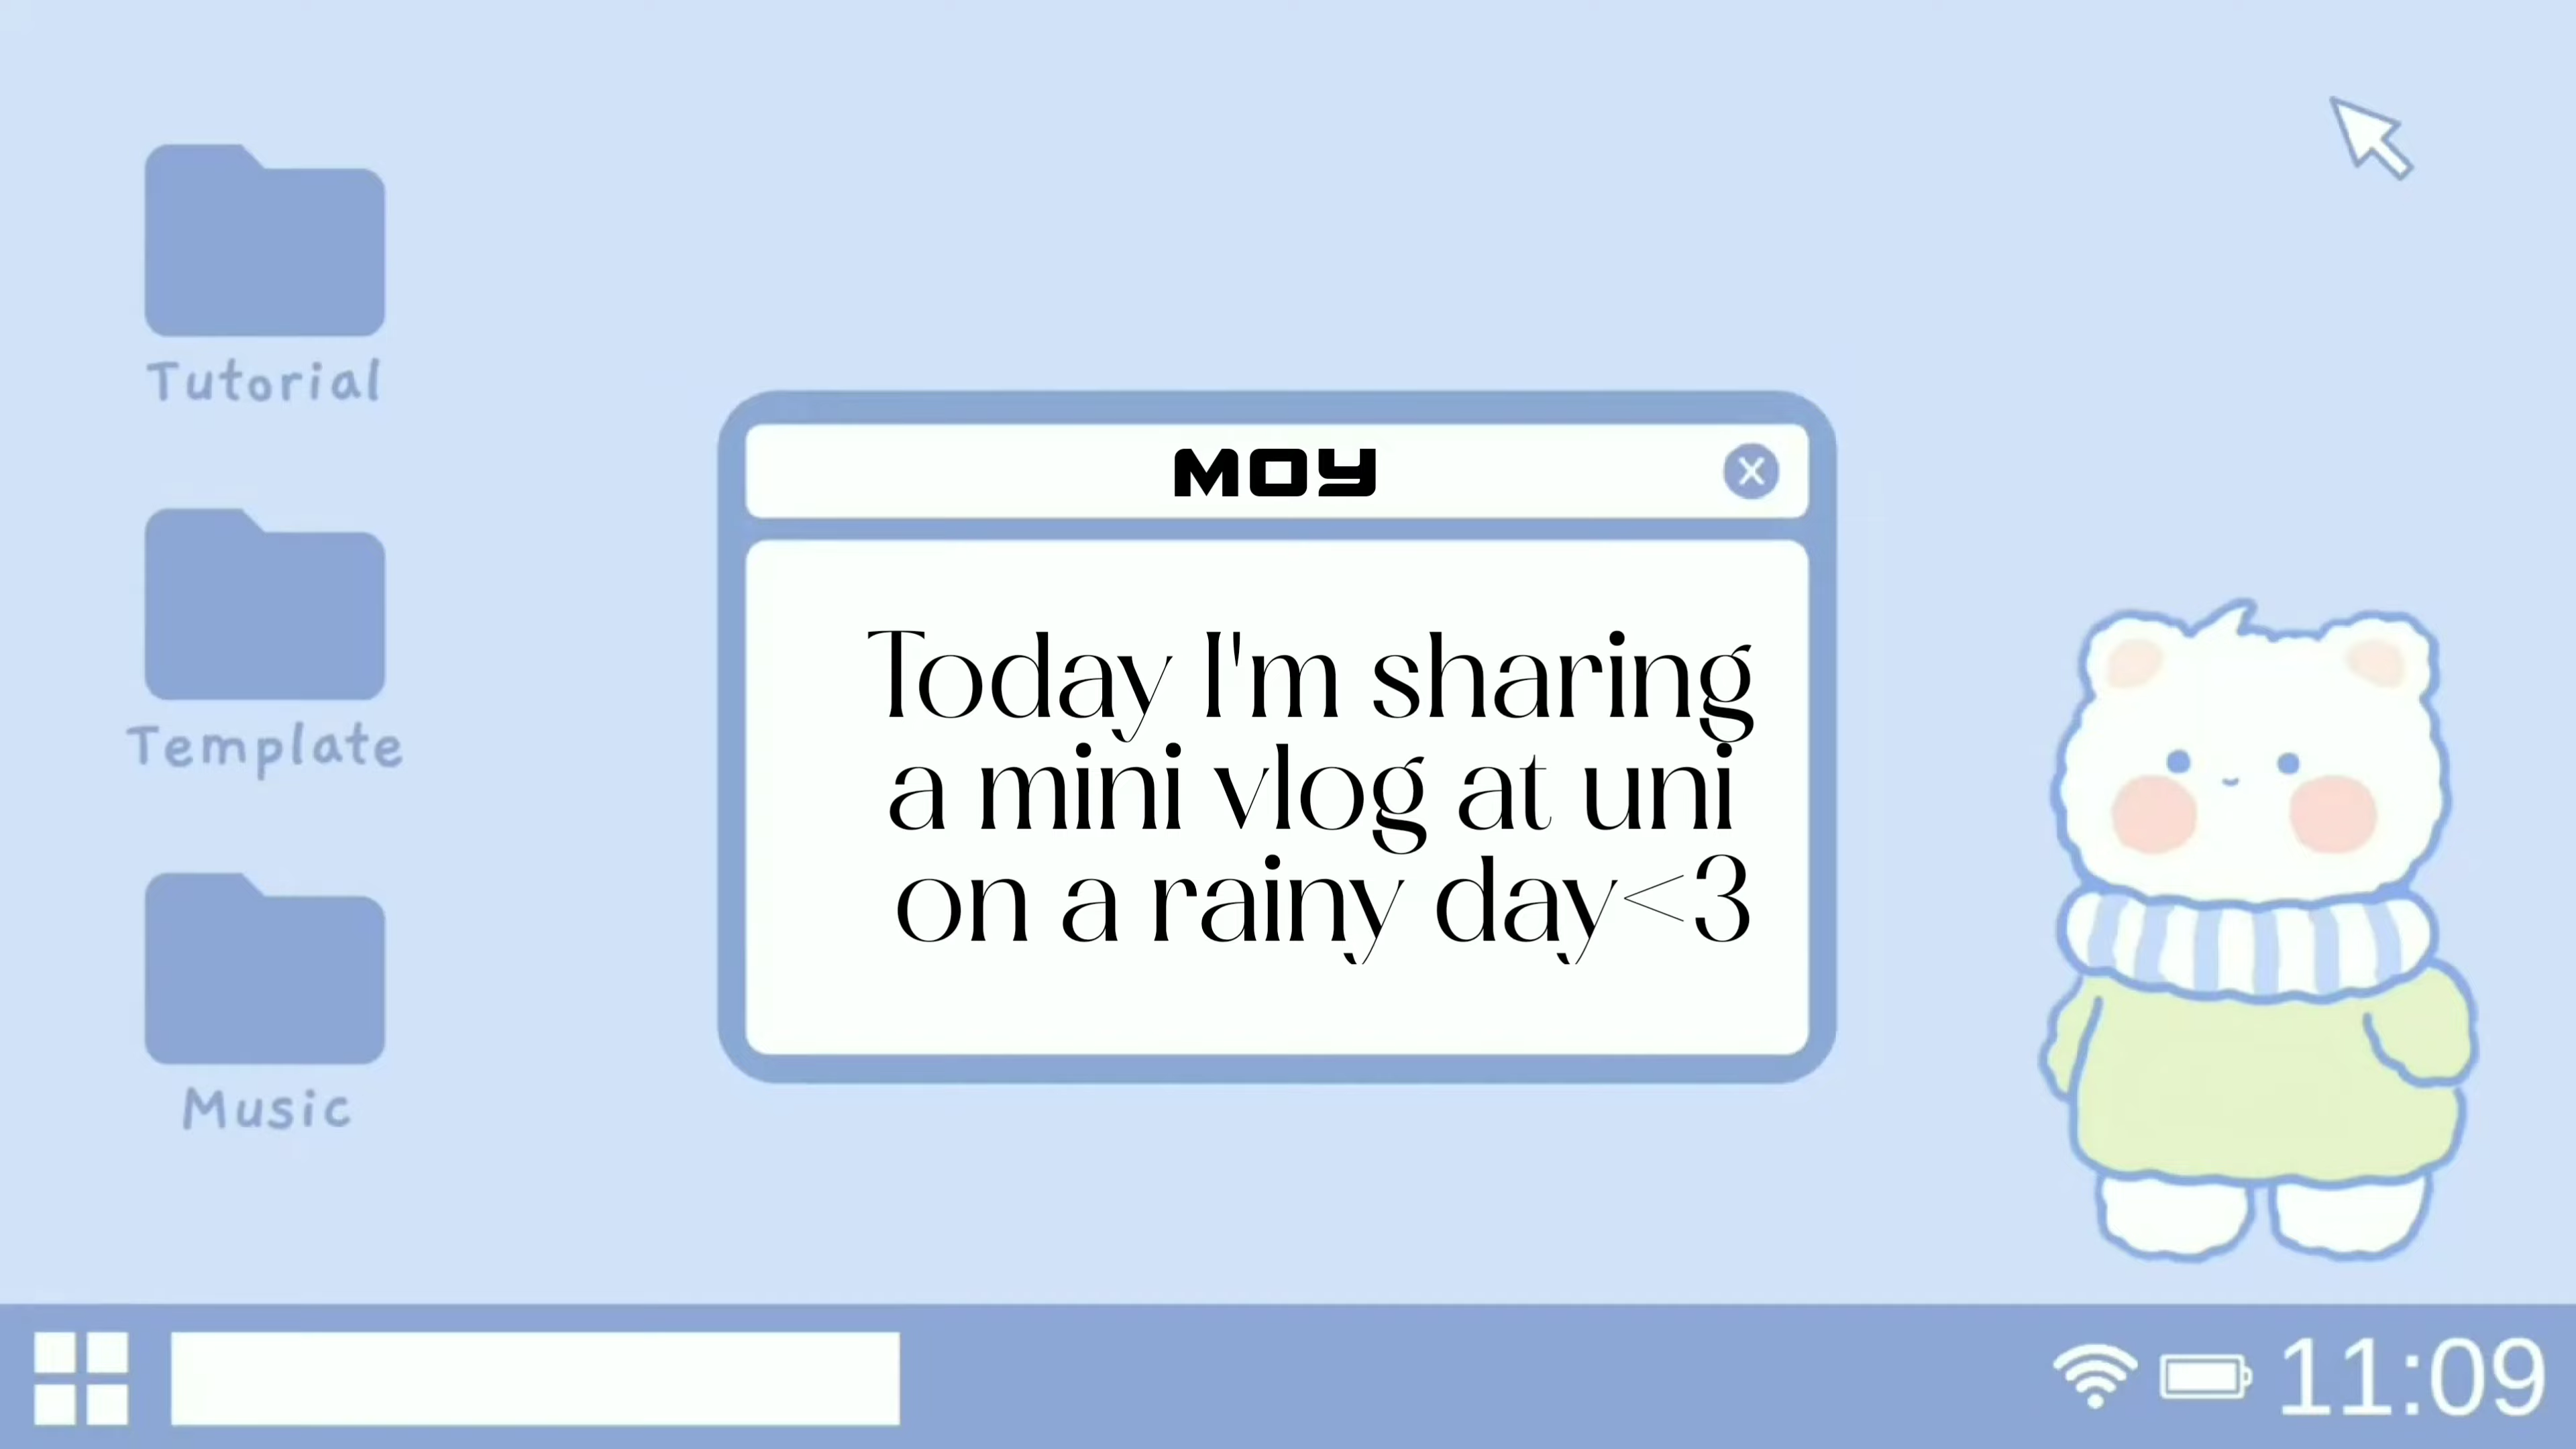 Tutorial
Template
Music
MOY
Today I'm sharing
a mini vlog at uni
on a rainy day<3
11:09